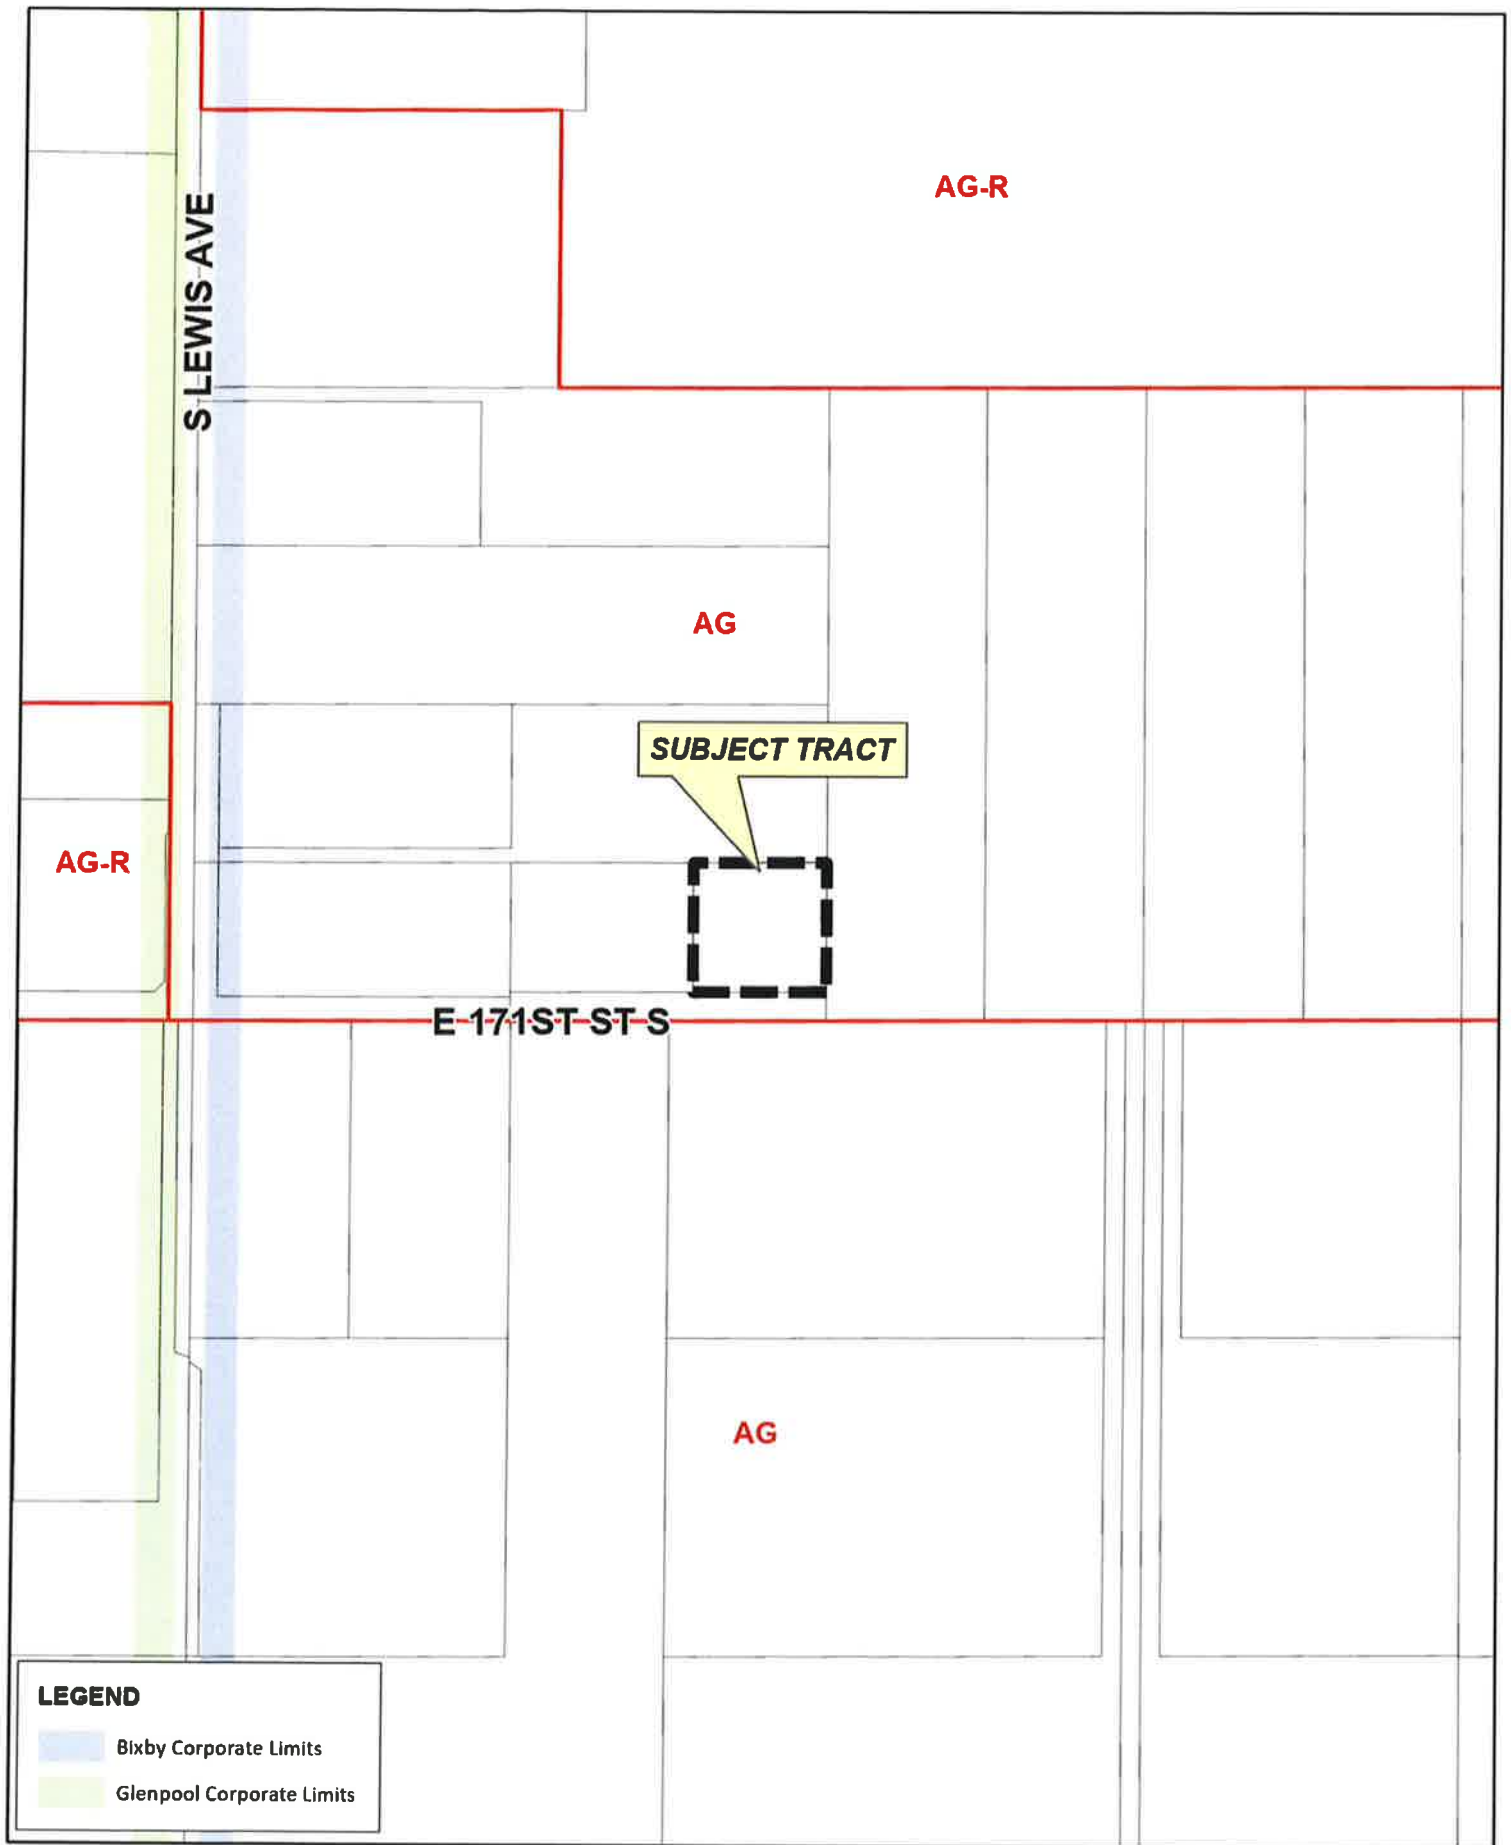 AG-R
S LEWIS AVE
AG
SUBJECT TRACT
AG-R
E 171ST ST S
AG
LEGEND
Bixby Corporate Limits
Glenpool Corporate Limits